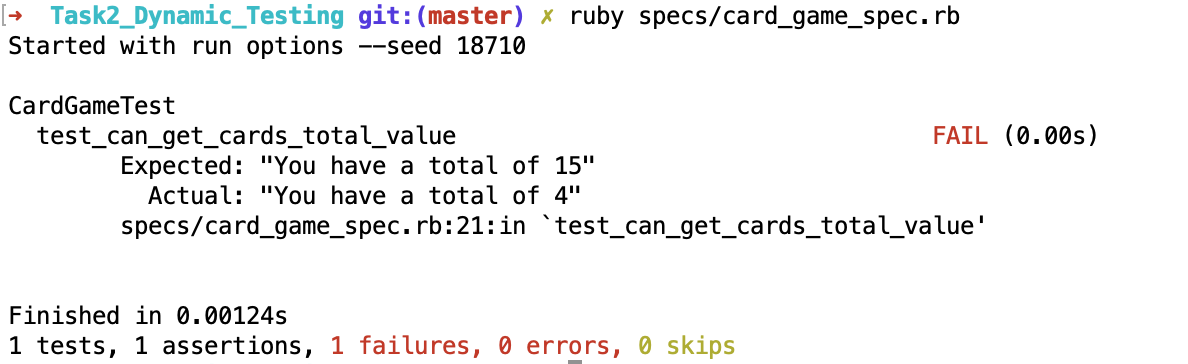 → Task2_Dynamic_Testing git:(master) ✗ ruby specs/card_game_spec.rb
Started with run options --seed 18710
CardGameTest
test_can_get_cards_total_value FAIL (0.00s)
Expected: "You have a total of 15"
Actual: "You have a total of 4"
specs/card_game_spec.rb:21:in `test_can_get_cards_total_value'
Finished in 0.00124s
1 tests, 1 assertions, 1 failures, 0 errors, 0 skips